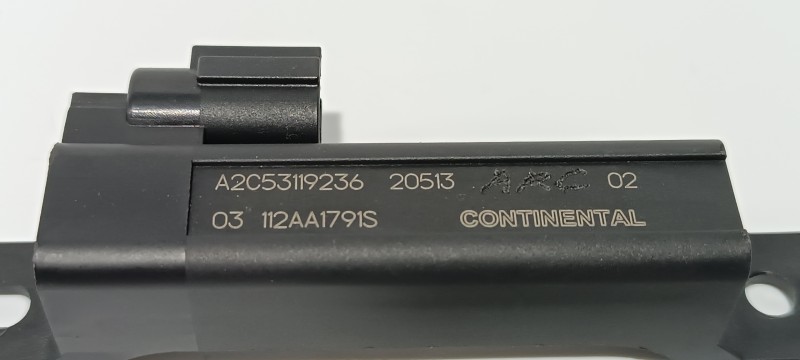 A2C53119236 20513 ARC 02
03 112AA1791S CONTINENTAL